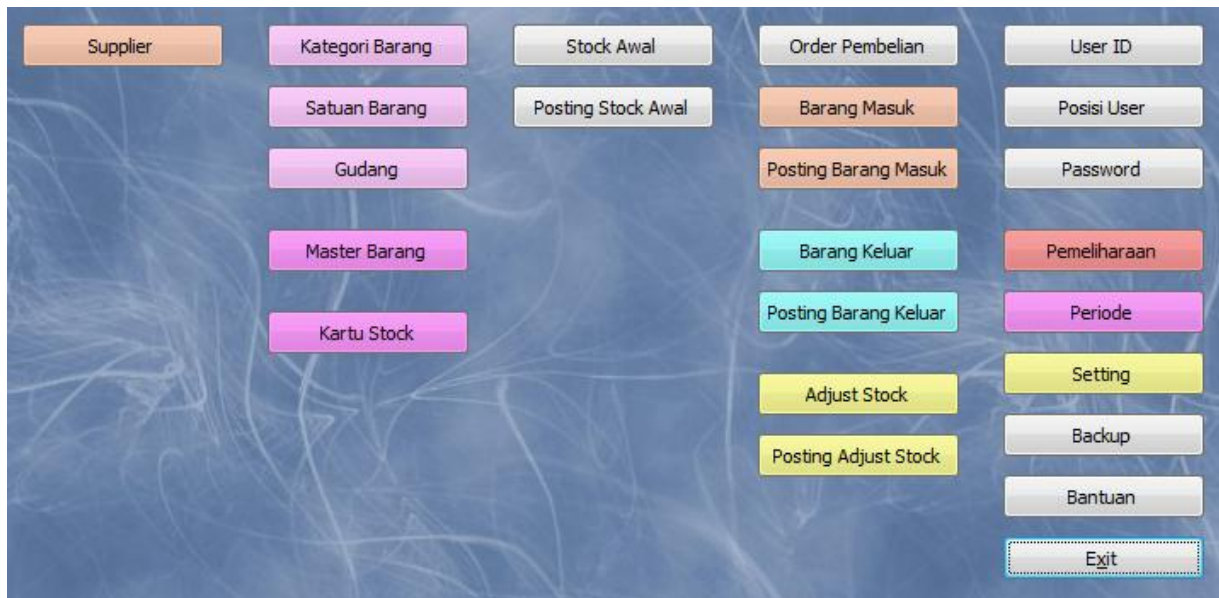 Supplier
Kategori Barang
Satuan Barang
Gudang
Master Barang
Kartu Stock
Stock Awal
Posting Stock Awal
Order Pembelian
Barang Masuk
Posting Barang Masuk
Barang Keluar
Posting Barang Keluar
Adjust Stock
Posting Adjust Stock
User ID
Posisi User
Password
Pemeliharaan
Periode
Setting
Backup
Bantuan
Exit